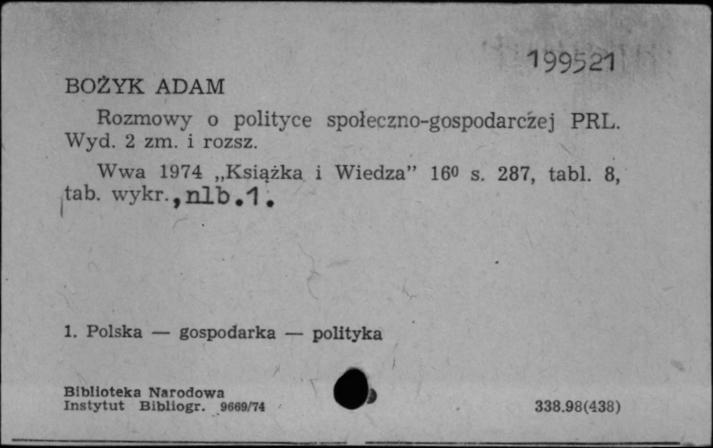 199521
BOŻYK ADAM
Rozmowy o polityce społeczno-gospodarczej PRL.
Wyd. 2 zm. i rozsz.
Wwa 1974 „Książka i Wiedza” 16⁰ s. 287, tabl. 8,
tab. wykr., nlb.1.
1. Polska — gospodarka — polityka
Biblioteka Narodowa
Instytut Bibliogr. 9669/74
338.98(438)